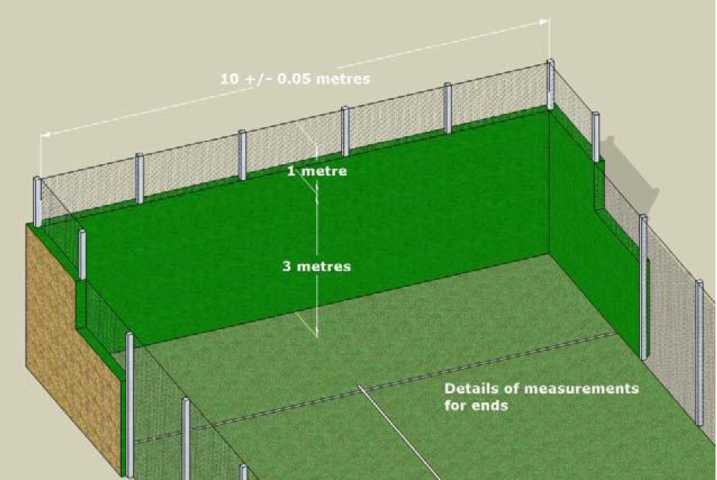 10 +/- 0.05 metres
1 metre
3 metres
Details of measurements
for ends